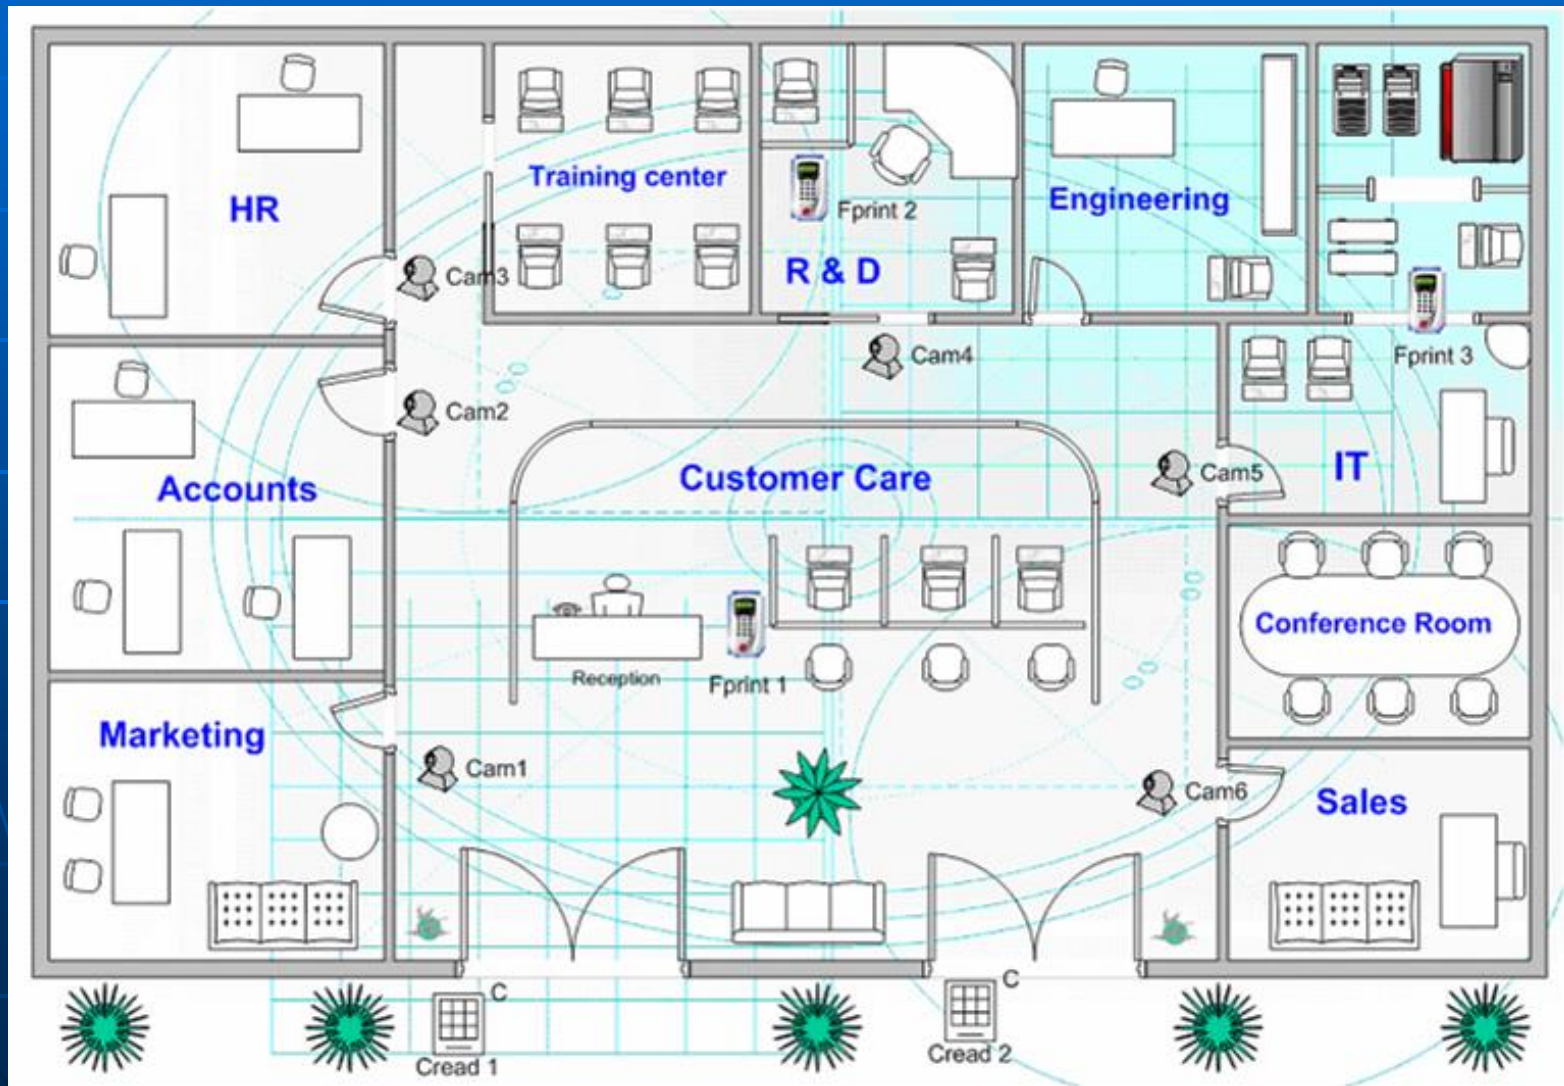 Training center
HR
Fprint 2
Engineering
R & D
Cam3
Cam4
Fprint 3
Cam2
Customer Care
Cam5
IT
Accounts
Conference Room
Reception
Fprint 1
Marketing
Cam1
Cam6
Sales
C
C
Cread 1
Cread 2